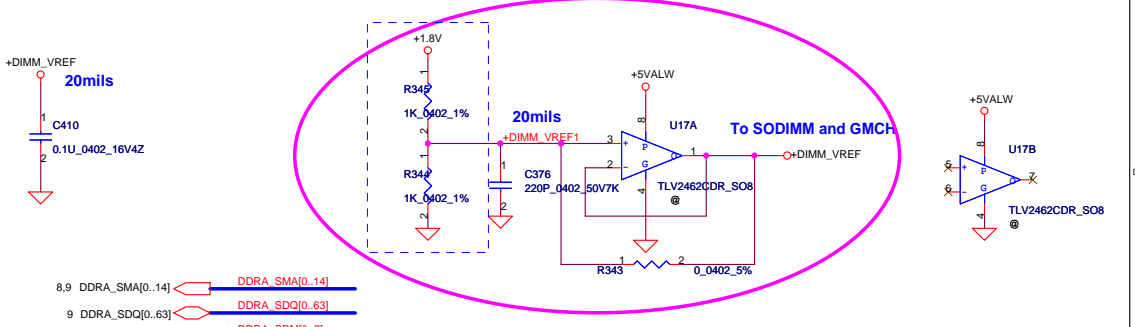 +DIMM_VREF
20mils
1
C410
0.1U_0402_16V4Z
2
+1.8V
1
R345
1K_0402_1%
2
20mils
+DIMM_VREF1
1
R344
1K_0402_1%
2
1
C376
220P_0402_50V7K
2
+5VALW
8
U17A
3
+
P
O
1
2
-
G
4
TLV2462CDR_SO8
@
To SODIMM and GMCH
+DIMM_VREF
1
R343
2
0_0402_5%
+5VALW
8
U17B
5
+
P
O
7
6
-
G
4
TLV2462CDR_SO8
@
D
8,9 DDRA_SMA[0..14]
DDRA_SMA[0..14]
9 DDRA_SDQ[0..63]
DDRA_SDQ[0..63]